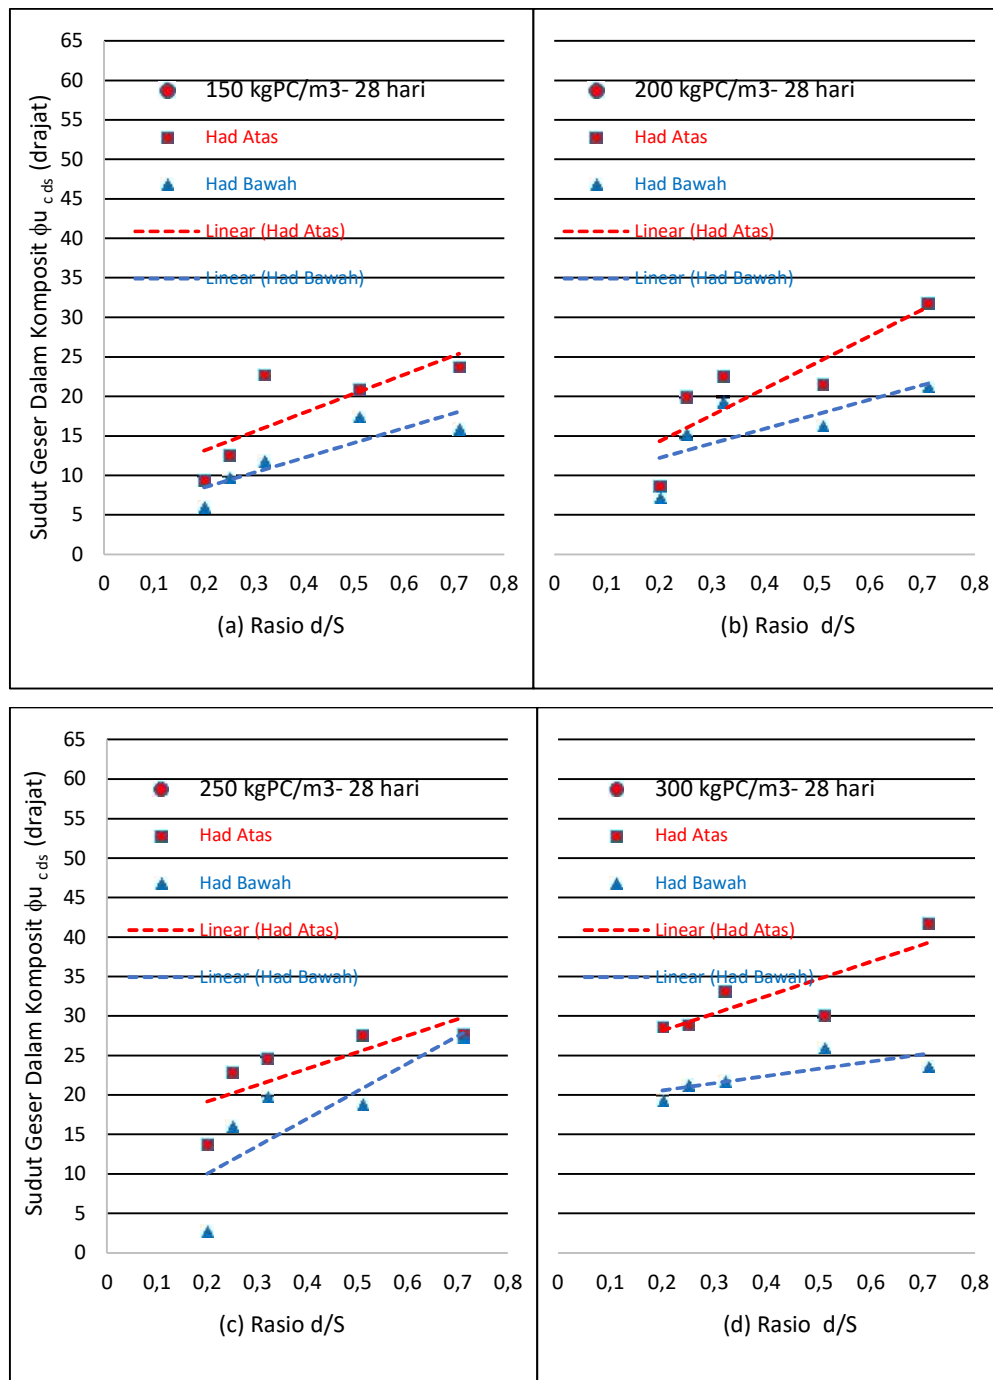 Sudut Geser Dalam Komposit ϕu c ds (drajat)
65
60
55
50
45
40
35
30
25
20
15
10
5
0
150 kgPC/m3- 28 hari
Had Atas
Had Bawah
Linear (Had Atas)
Linear (Had Bawah)
0 0,1 0,2 0,3 0,4 0,5 0,6 0,7 0,8
(a) Rasio d/S
200 kgPC/m3- 28 hari
Had Atas
Had Bawah
Linear (Had Atas)
Linear (Had Bawah)
0 0,1 0,2 0,3 0,4 0,5 0,6 0,7 0,8
(b) Rasio d/S
Sudut Geser Dalam Komposit ϕu c ds (drajat)
65
60
55
50
45
40
35
30
25
20
15
10
5
0
250 kgPC/m3- 28 hari
Had Atas
Had Bawah
Linear (Had Atas)
Linear (Had Bawah)
0 0,1 0,2 0,3 0,4 0,5 0,6 0,7 0,8
(c) Rasio d/S
300 kgPC/m3- 28 hari
Had Atas
Had Bawah
Linear (Had Atas)
Linear (Had Bawah)
0 0,1 0,2 0,3 0,4 0,5 0,6 0,7 0,8
(d) Rasio d/S